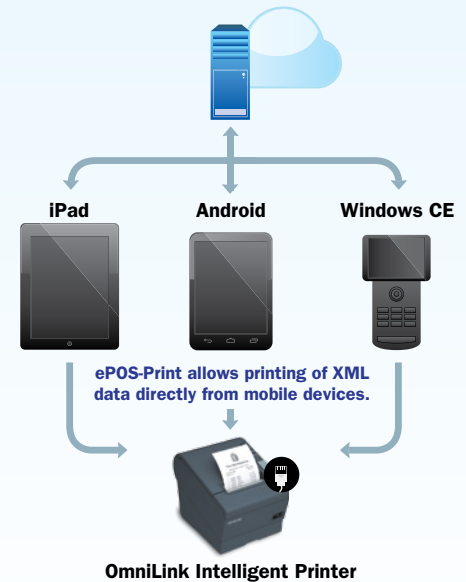 iPad
Android
Windows CE
ePOS-Print allows printing of XML
data directly from mobile devices.
OmniLink Intelligent Printer